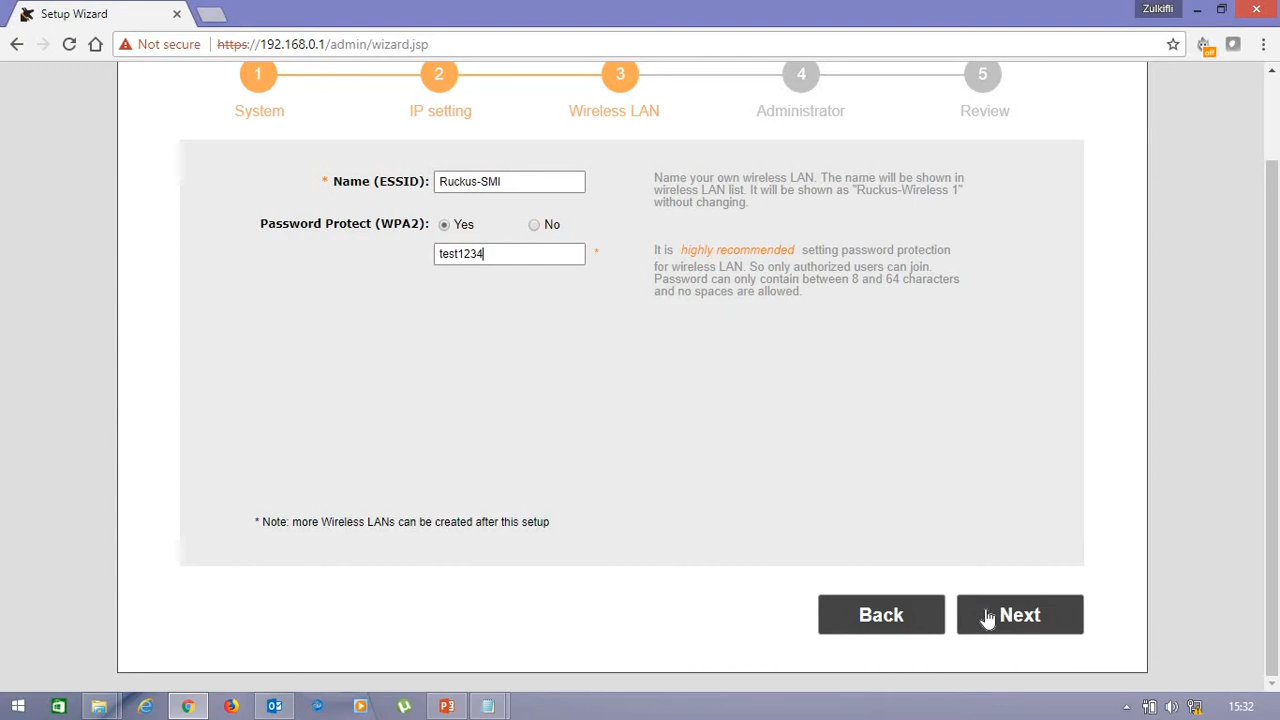 Setup Wizard
Zulkifli
Not secure | https://192.168.0.1/admin/wizard.jsp
off
1 2 3 4 5
System IP setting Wireless LAN Administrator Review
* Name (ESSID): Ruckus-SMI
Name your own wireless LAN. The name will be shown in
wireless LAN list. It will be shown as "Ruckus-Wireless 1"
without changing.
Password Protect (WPA2): Yes No
test1234 *
It is highly recommended setting password protection
for wireless LAN. So only authorized users can join.
Password can only contain between 8 and 64 characters
and no spaces are allowed.
* Note: more Wireless LANs can be created after this setup
Back Next
15:32